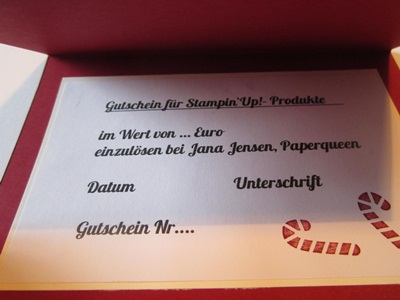 Gutschein für Stampin'Up!- Produkte
im Wert von ... Euro
einzulösen bei Jana Jensen, Paperqueen
Datum Unterschrift
Gutschein Nr....